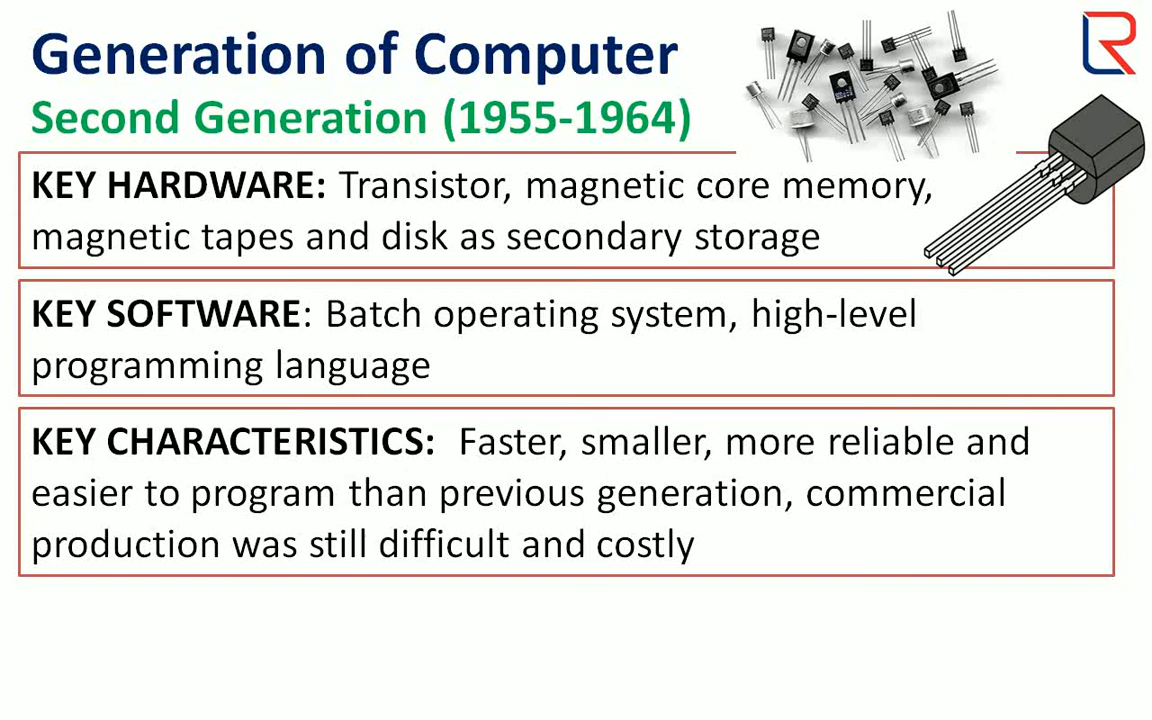 Generation of Computer
Second Generation (1955-1964)
KEY HARDWARE: Transistor, magnetic core memory,
magnetic tapes and disk as secondary storage
KEY SOFTWARE: Batch operating system, high-level
programming language
KEY CHARACTERISTICS: Faster, smaller, more reliable and
easier to program than previous generation, commercial
production was still difficult and costly